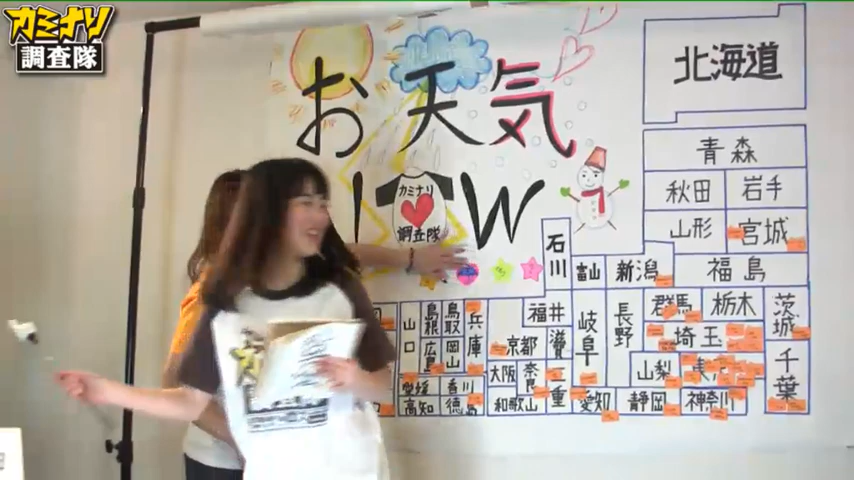 カミナリ
調査隊
お天気
NOW
カミナリ
調査隊
北海道
青森
秋田
岩手
山形
宮城
石川
富山
新潟
福島
山口
島根
鳥取
兵庫
福井
岐阜
長野
群馬
栃木
茨城
広島
岡山
京都
滋賀
埼玉
千葉
大阪
奈良
三重
山梨
東京
愛媛
香川
高知
徳島
和歌山
愛知
静岡
神奈川